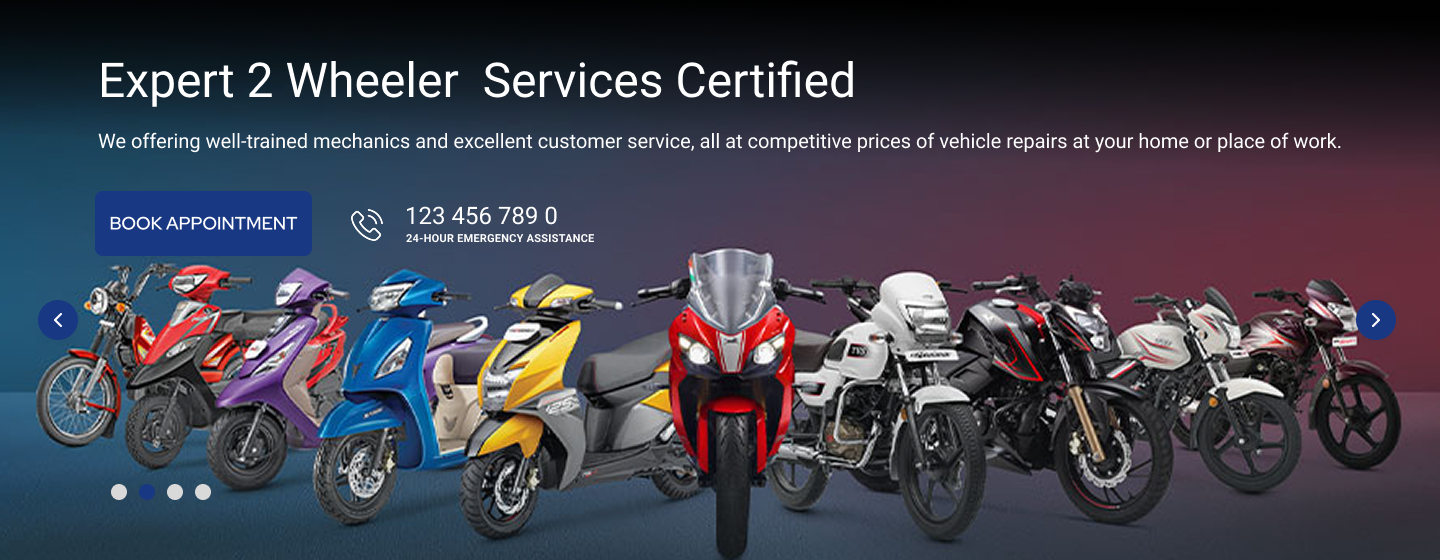 Expert 2 Wheeler  Services Certified
We offering well-trained mechanics and excellent customer service, all at competitive prices of vehicle repairs at your home or place of work.
BOOK APPOINTMENT
123 456 789 0
24-HOUR EMERGENCY ASSISTANCE
TVS